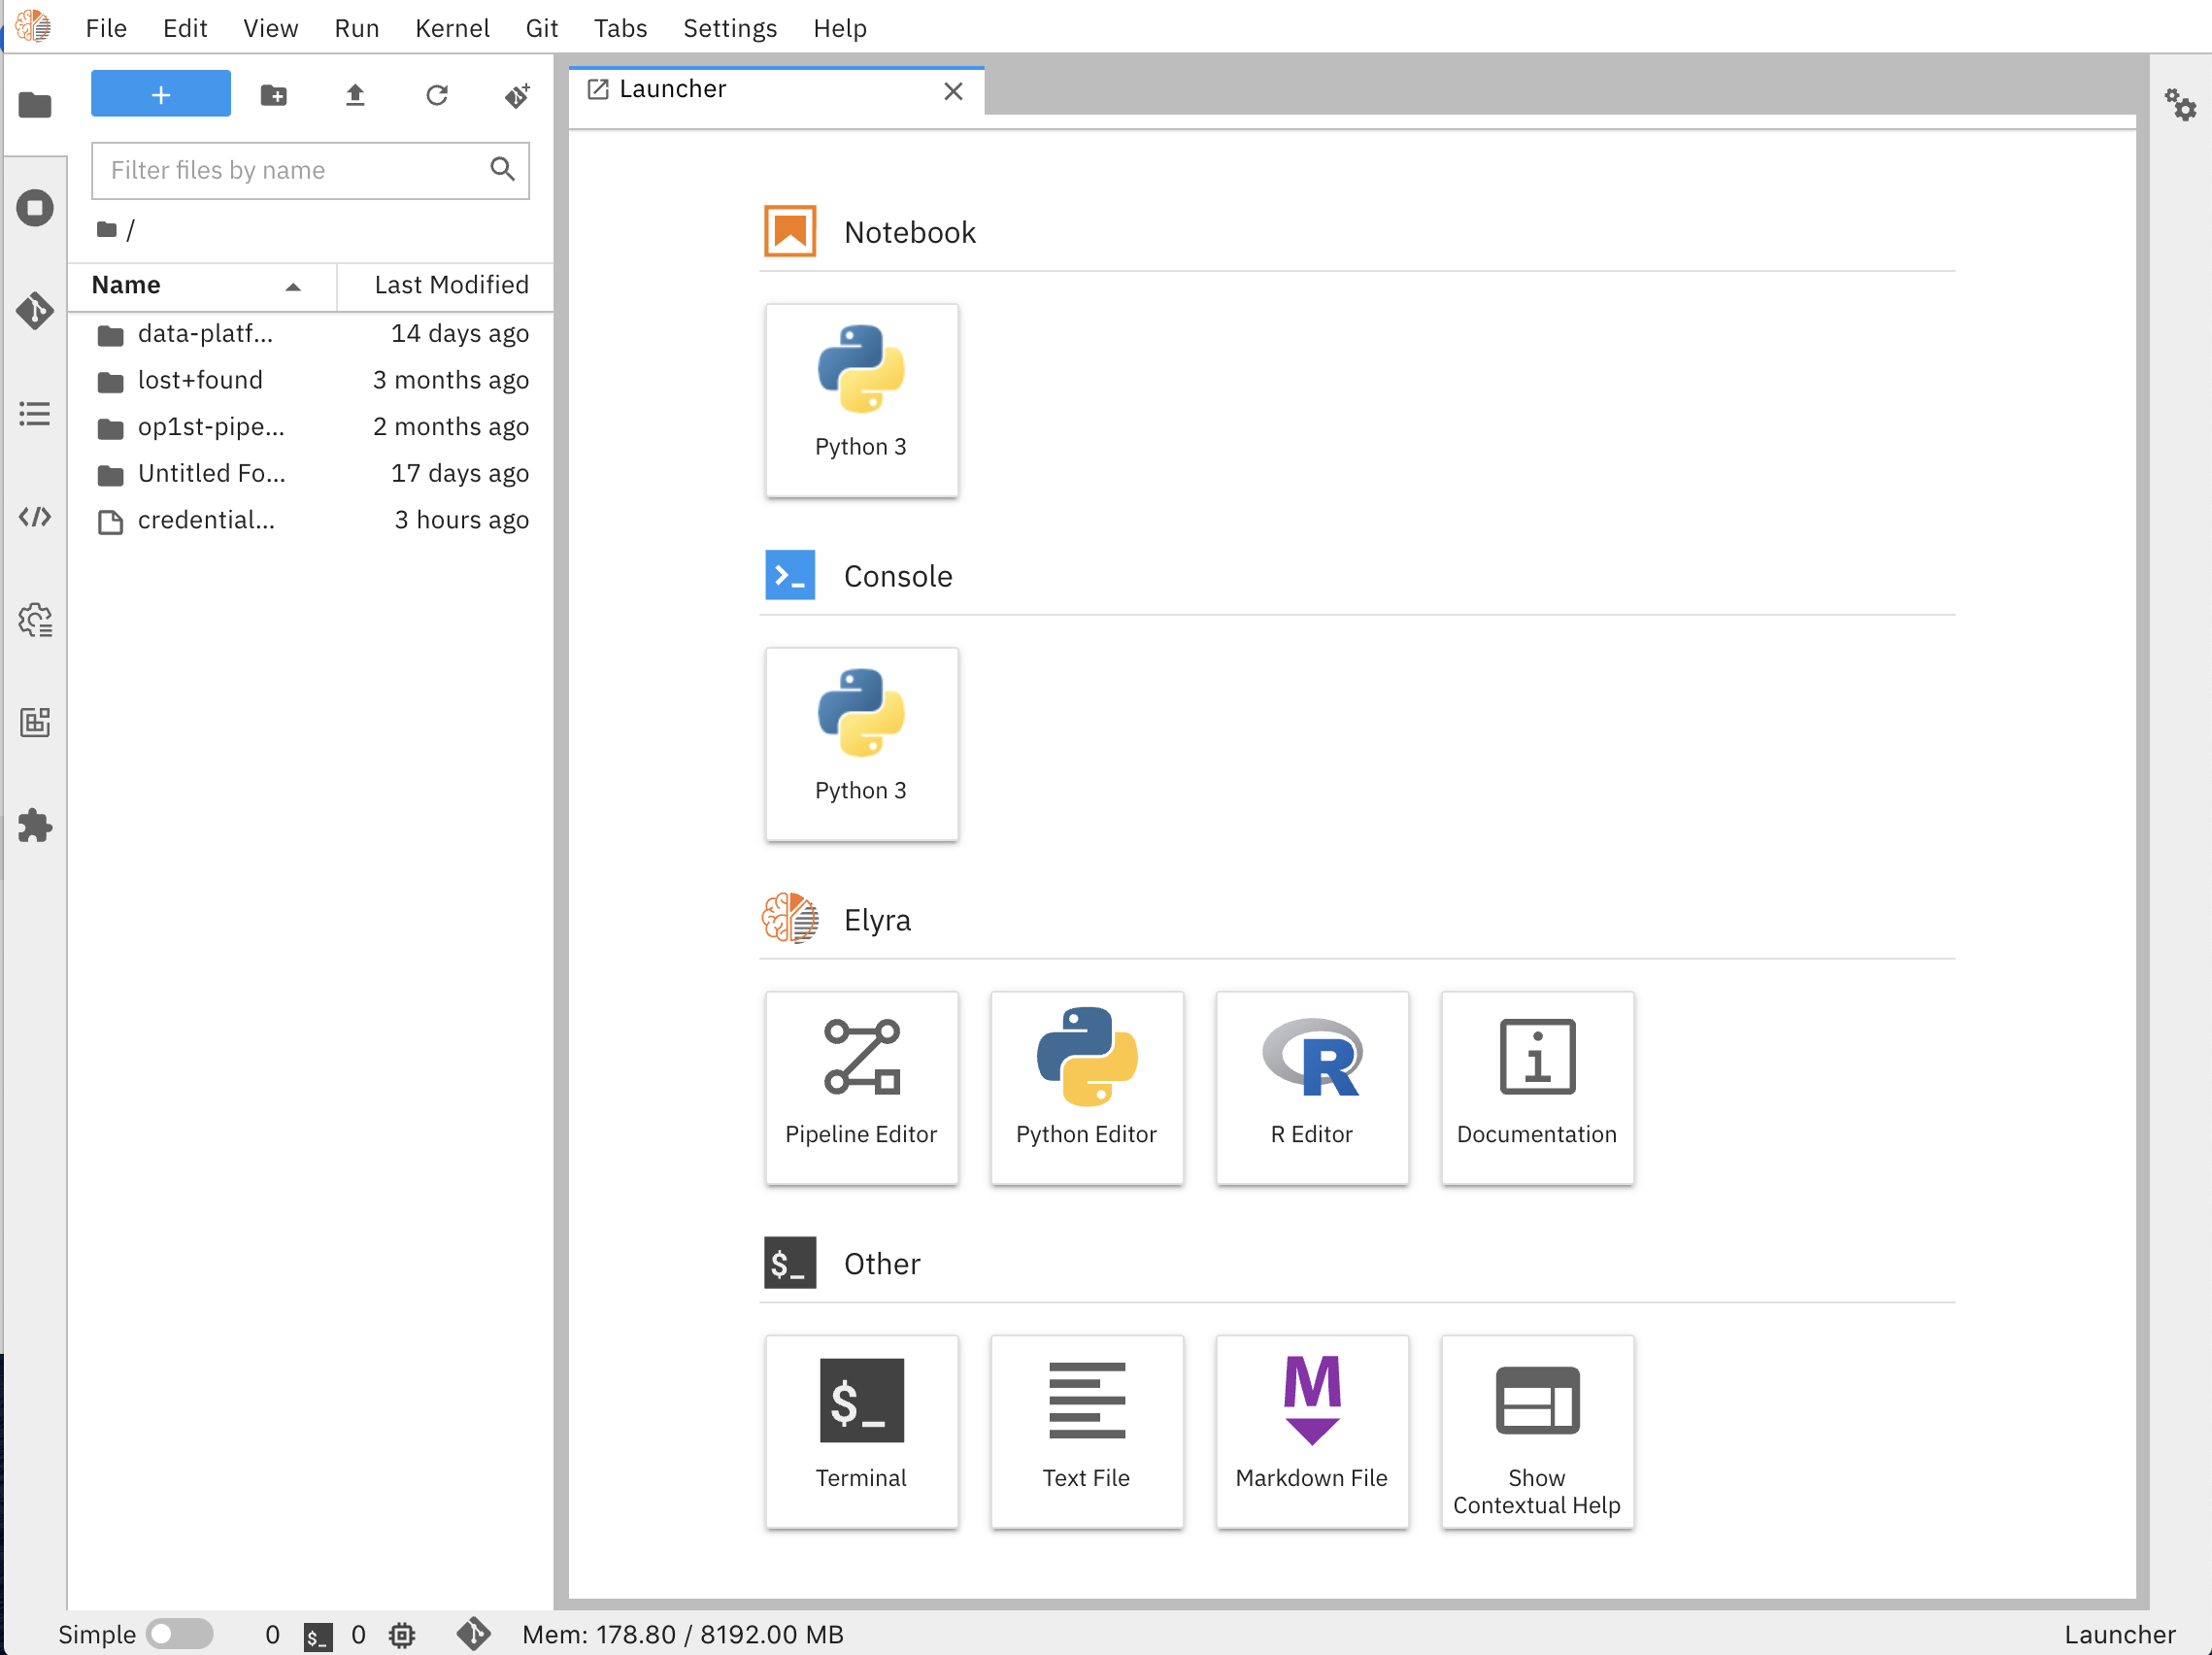 File Edit View Run Kernel Git Tabs Settings Help
+
Launcher
Filter files by name
/
Name Last Modified
data-platf... 14 days ago
lost+found 3 months ago
op1st-pipe... 2 months ago
Untitled Fo... 17 days ago
credential... 3 hours ago
Notebook
Python 3
>_ Console
Python 3
Elyra
Pipeline Editor
Python Editor
R
R Editor
i
Documentation
$_ Other
$_
Terminal
Text File
M
Markdown File
Show
Contextual Help
Simple 0 $_ 0 Mem: 178.80 / 8192.00 MB Launcher